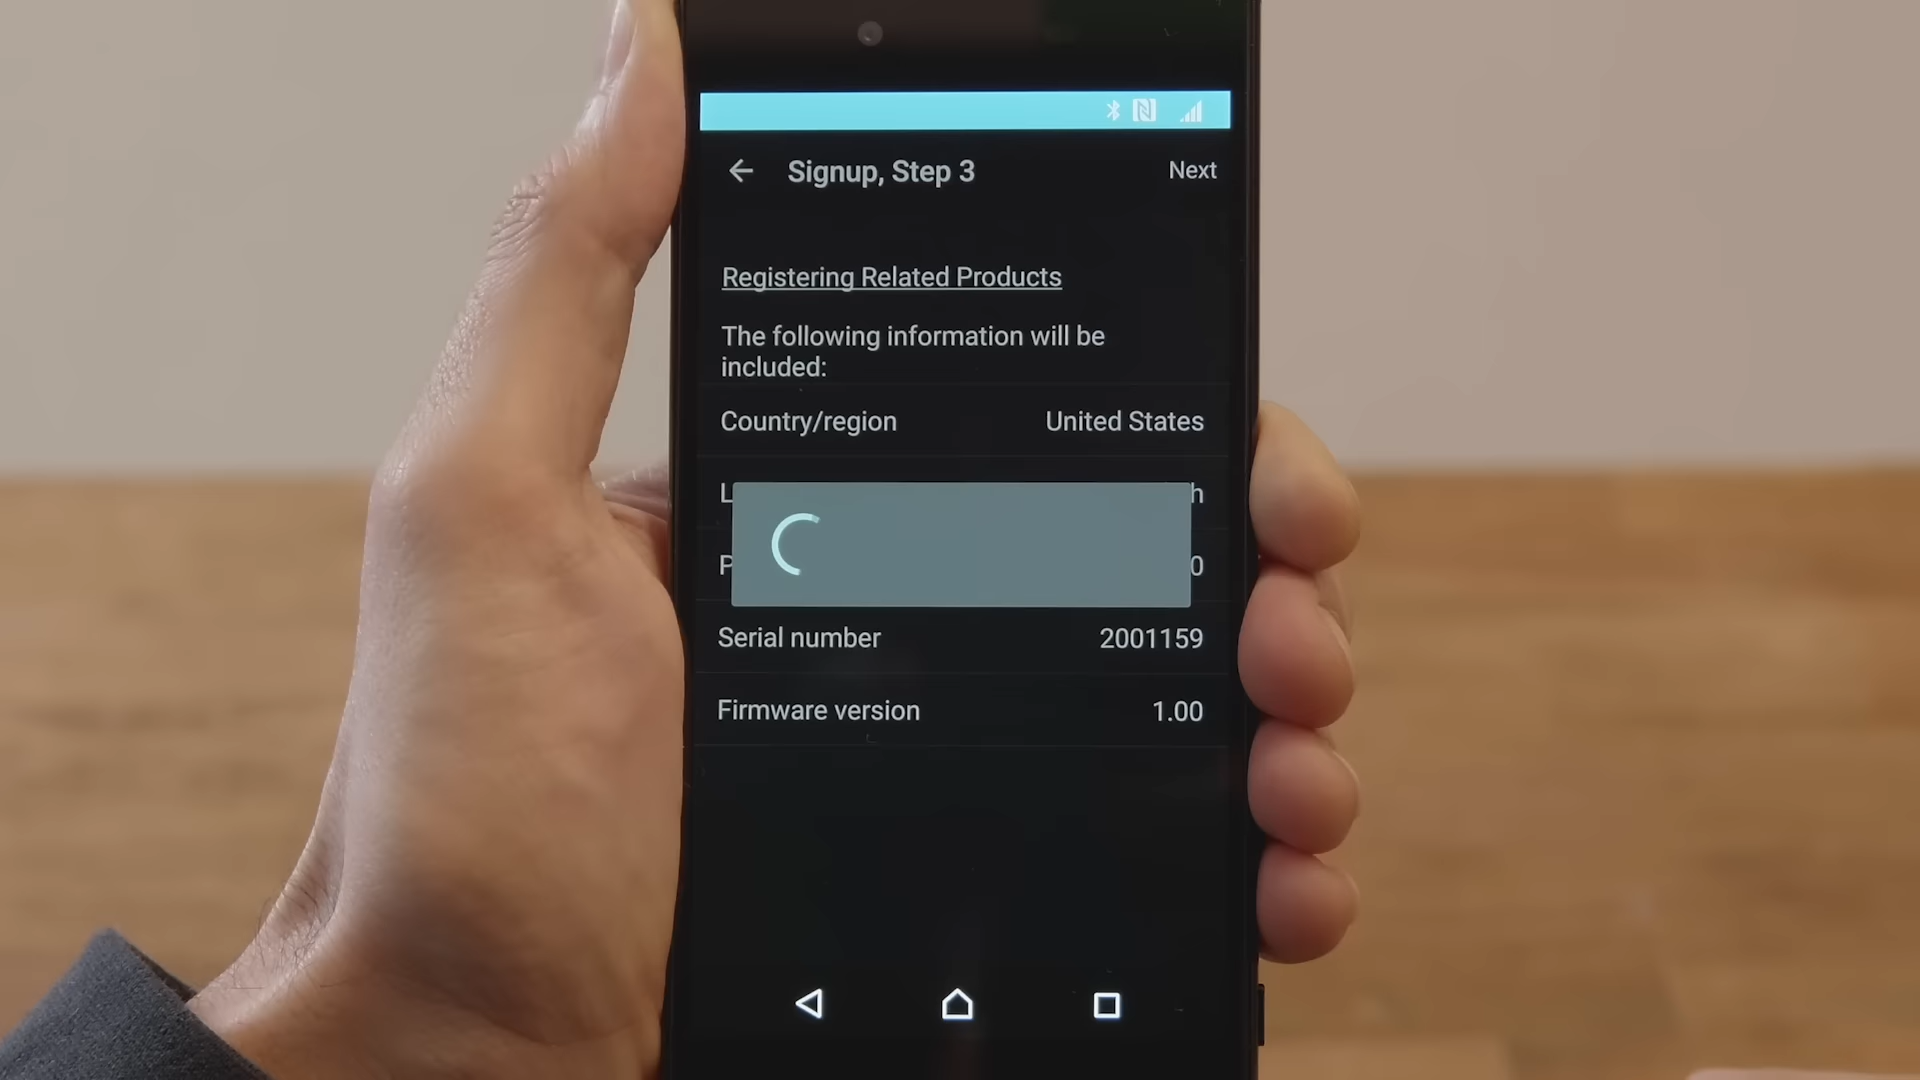 Signup, Step 3
Next
Registering Related Products
The following information will be
included:
Country/region United States
Serial number 2001159
Firmware version 1.00